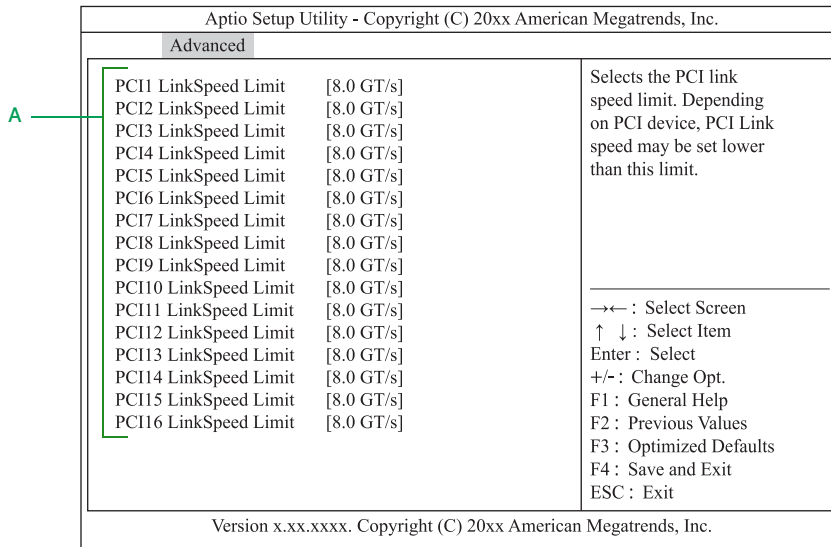 Aptio Setup Utility - Copyright (C) 20xx American Megatrends, Inc.
Advanced
A
PCI1 LinkSpeed Limit [8.0 GT/s]
PCI2 LinkSpeed Limit [8.0 GT/s]
PCI3 LinkSpeed Limit [8.0 GT/s]
PCI4 LinkSpeed Limit [8.0 GT/s]
PCI5 LinkSpeed Limit [8.0 GT/s]
PCI6 LinkSpeed Limit [8.0 GT/s]
PCI7 LinkSpeed Limit [8.0 GT/s]
PCI8 LinkSpeed Limit [8.0 GT/s]
PCI9 LinkSpeed Limit [8.0 GT/s]
PCI10 LinkSpeed Limit [8.0 GT/s]
PCI11 LinkSpeed Limit [8.0 GT/s]
PCI12 LinkSpeed Limit [8.0 GT/s]
PCI13 LinkSpeed Limit [8.0 GT/s]
PCI14 LinkSpeed Limit [8.0 GT/s]
PCI15 LinkSpeed Limit [8.0 GT/s]
PCI16 LinkSpeed Limit [8.0 GT/s]
Selects the PCI link
speed limit. Depending
on PCI device, PCI Link
speed may be set lower
than this limit.
→←: Select Screen
↑ ↓: Select Item
Enter : Select
+/-: Change Opt.
F1: General Help
F2: Previous Values
F3: Optimized Defaults
F4: Save and Exit
ESC: Exit
Version x.xx.xxxx. Copyright (C) 20xx American Megatrends, Inc.